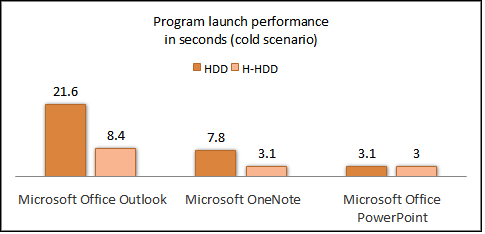 Program launch performance
in seconds (cold scenario)
HDD H-HDD
21.6
8.4
7.8
3.1
3.1
3
Microsoft Office Outlook
Microsoft OneNote
Microsoft Office
PowerPoint